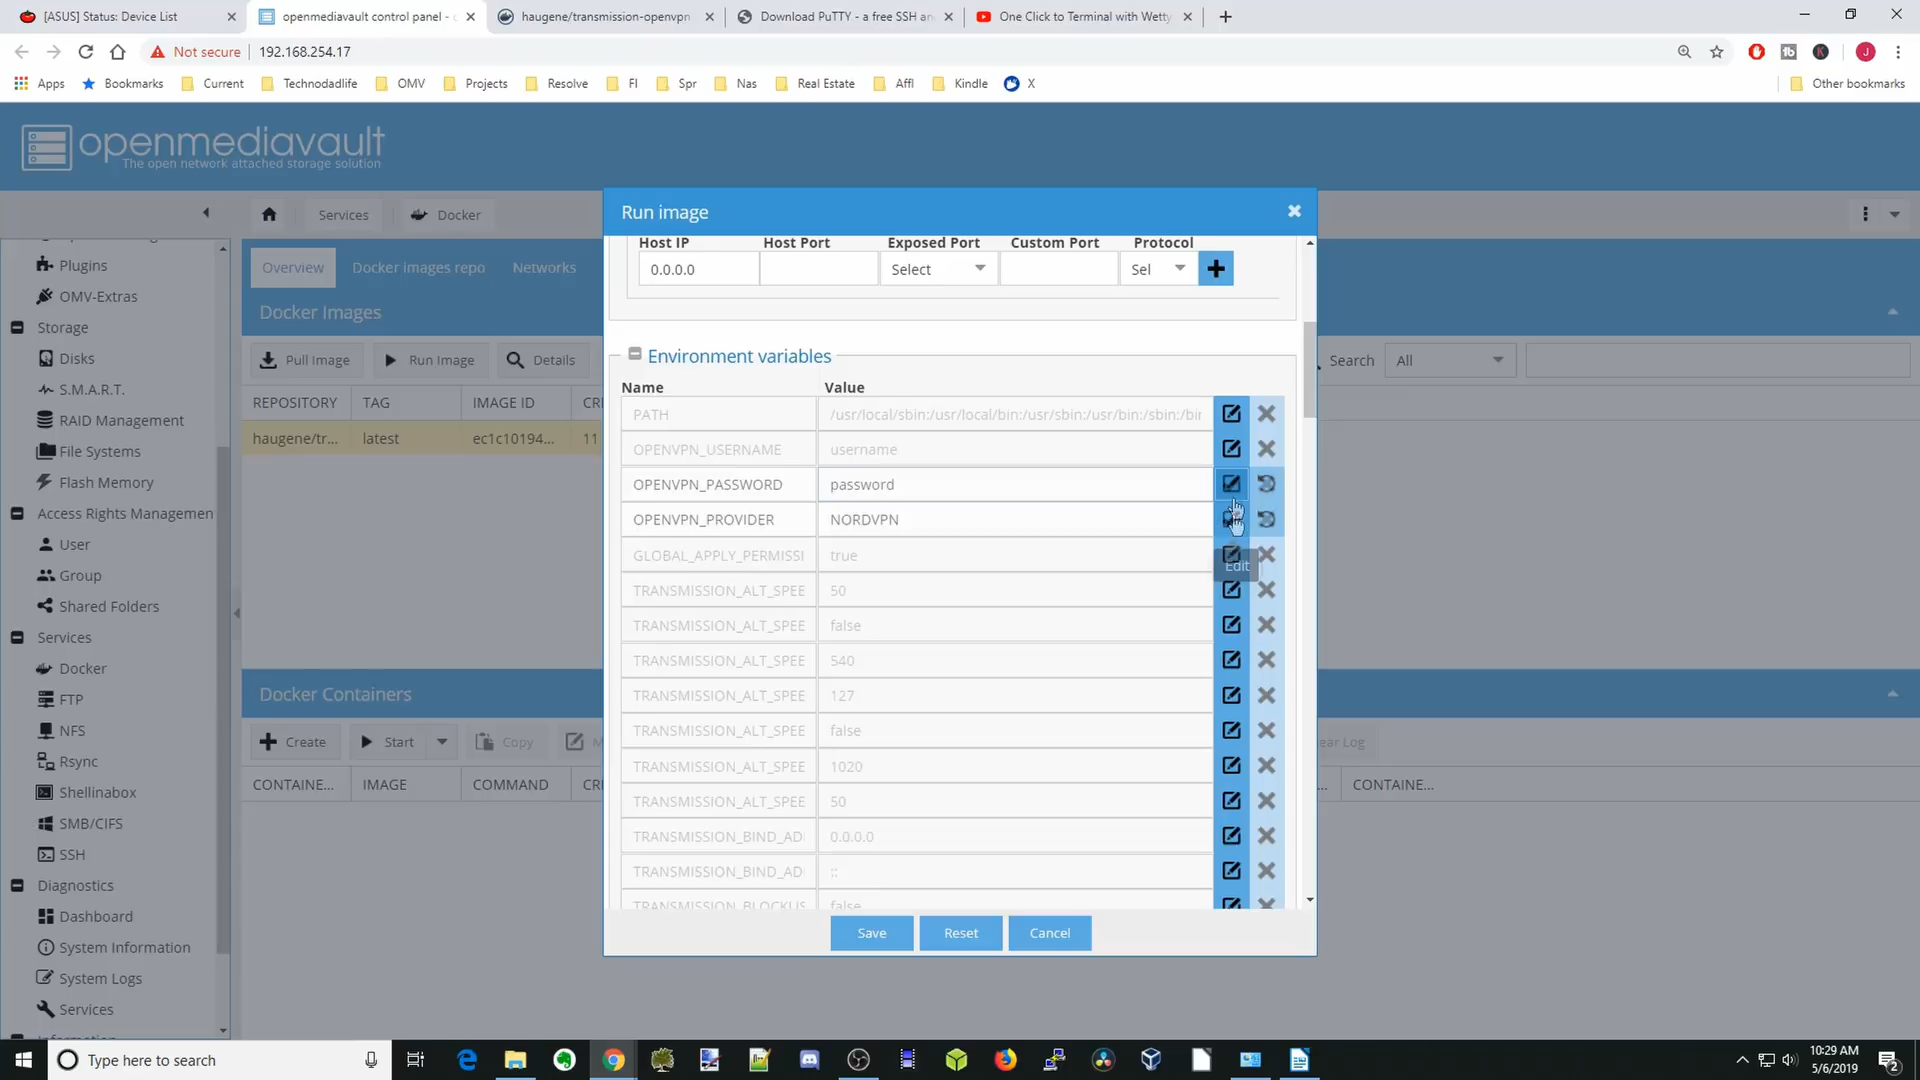 [ASUS] Status: Device List
openmediavault control panel -
haugene/transmission-openvpn
Download PuTTY - a free SSH an
One Click to Terminal with Wetty
Not secure
192.168.254.17
Apps
Bookmarks
Current
Technodadlife
OMV
Projects
Resolve
FI
Spr
Nas
Real Estate
Affl
Kindle
X
Other bookmarks
openmediavault
The open network attached storage solution
Services
Docker
Plugins
OMV-Extras
Storage
Disks
S.M.A.R.T.
RAID Management
File Systems
Flash Memory
Access Rights Managemen
User
Group
Shared Folders
Services
Docker
FTP
NFS
Rsync
Shellinabox
SMB/CIFS
SSH
Diagnostics
Dashboard
System Information
System Logs
Services
Overview
Docker Images repo
Networks
Docker Images
Pull Image
Run Image
Details
Search
All
REPOSITORY
TAG
IMAGE ID
CRE
haugene/tr...
latest
ec1c10194...
11
Docker Containers
Create
Start
Copy
ear Log
CONTAINE...
IMAGE
COMMAND
CRE
...
CONTAINE...
Run image
Host IP
Host Port
Exposed Port
Custom Port
Protocol
0.0.0.0
Select
Sel
Environment variables
Name
Value
PATH
/usr/local/sbin:/usr/local/bin:/usr/sbin:/usr/bin:/sbin:/bin
OPENVPN_USERNAME
username
OPENVPN_PASSWORD
password
OPENVPN_PROVIDER
NORDVPN
GLOBAL_APPLY_PERMISSI
true
Edit
TRANSMISSION_ALT_SPEE
50
TRANSMISSION_ALT_SPEE
false
TRANSMISSION_ALT_SPEE
540
TRANSMISSION_ALT_SPEE
127
TRANSMISSION_ALT_SPEE
false
TRANSMISSION_ALT_SPEE
1020
TRANSMISSION_ALT_SPEE
50
TRANSMISSION_BIND_AD
0.0.0.0
TRANSMISSION_BIND_AD
::
TRANSMISSION_BLOCKLIS
false
Save
Reset
Cancel
Type here to search
10:29 AM
5/6/2019
2